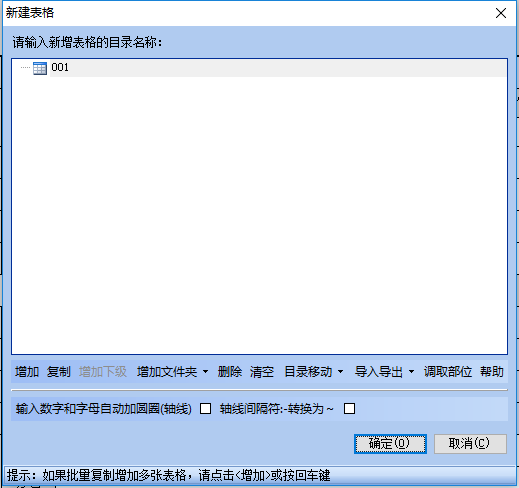 新建表格
请输入新增表格的目录名称：
001
增加 复制 增加下级 增加文件夹 删除 清空 目录移动 导入导出 调取部位 帮助
输入数字和字母自动加圆圈(轴线) 轴线间隔符:-转换为~
确定(O) 取消(C)
提示：如果批量复制增加多张表格，请点击<增加>或按回车键